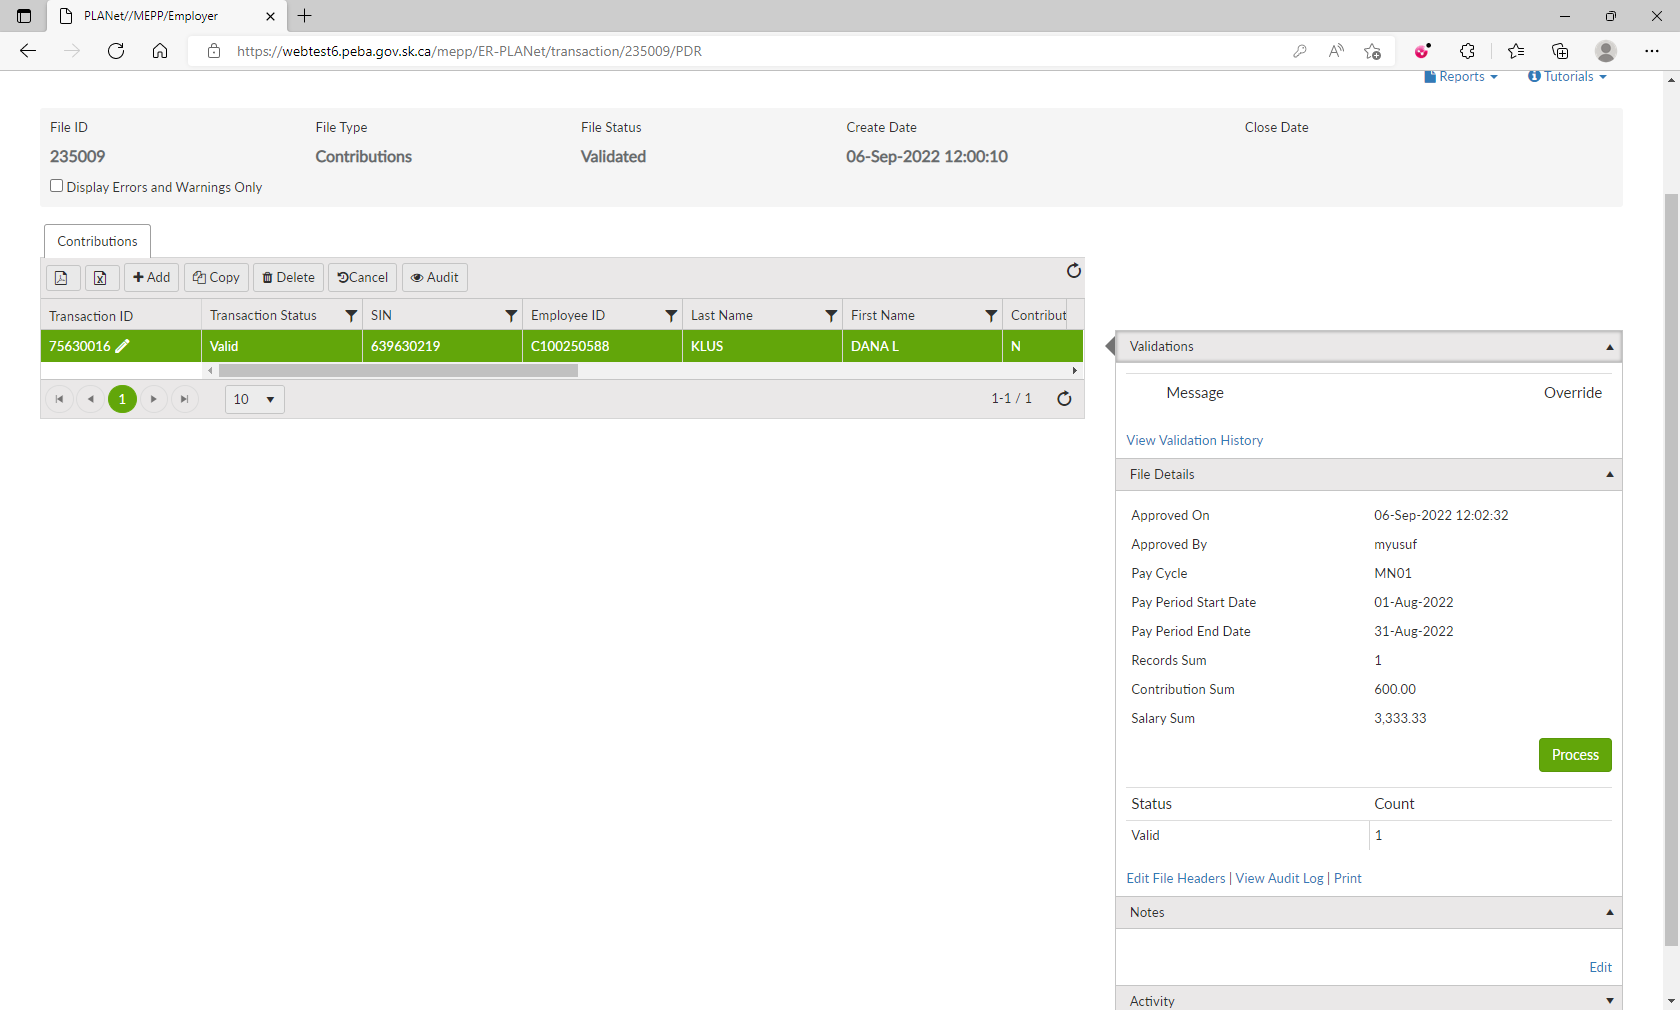 PLANet//MEPP/Employer
https://webtest6.peba.gov.sk.ca/mepp/ER-PLANet/transaction/235009/PDR
Reports Tutorials
File ID File Type File Status Create Date Close Date
235009 Contributions Validated 06-Sep-2022 12:00:10
Display Errors and Warnings Only
Contributions
Add Copy Delete Cancel Audit
Transaction ID Transaction Status SIN Employee ID Last Name First Name Contribut
75630016 Valid 639630219 C100250588 KLUS DANA L N
1 10 1-1 / 1
Validations
Message Override
View Validation History
File Details
Approved On 06-Sep-2022 12:02:32
Approved By myusuf
Pay Cycle MN01
Pay Period Start Date 01-Aug-2022
Pay Period End Date 31-Aug-2022
Records Sum 1
Contribution Sum 600.00
Salary Sum 3,333.33
Process
Status Count
Valid 1
Edit File Headers | View Audit Log | Print
Notes
Edit
Activity